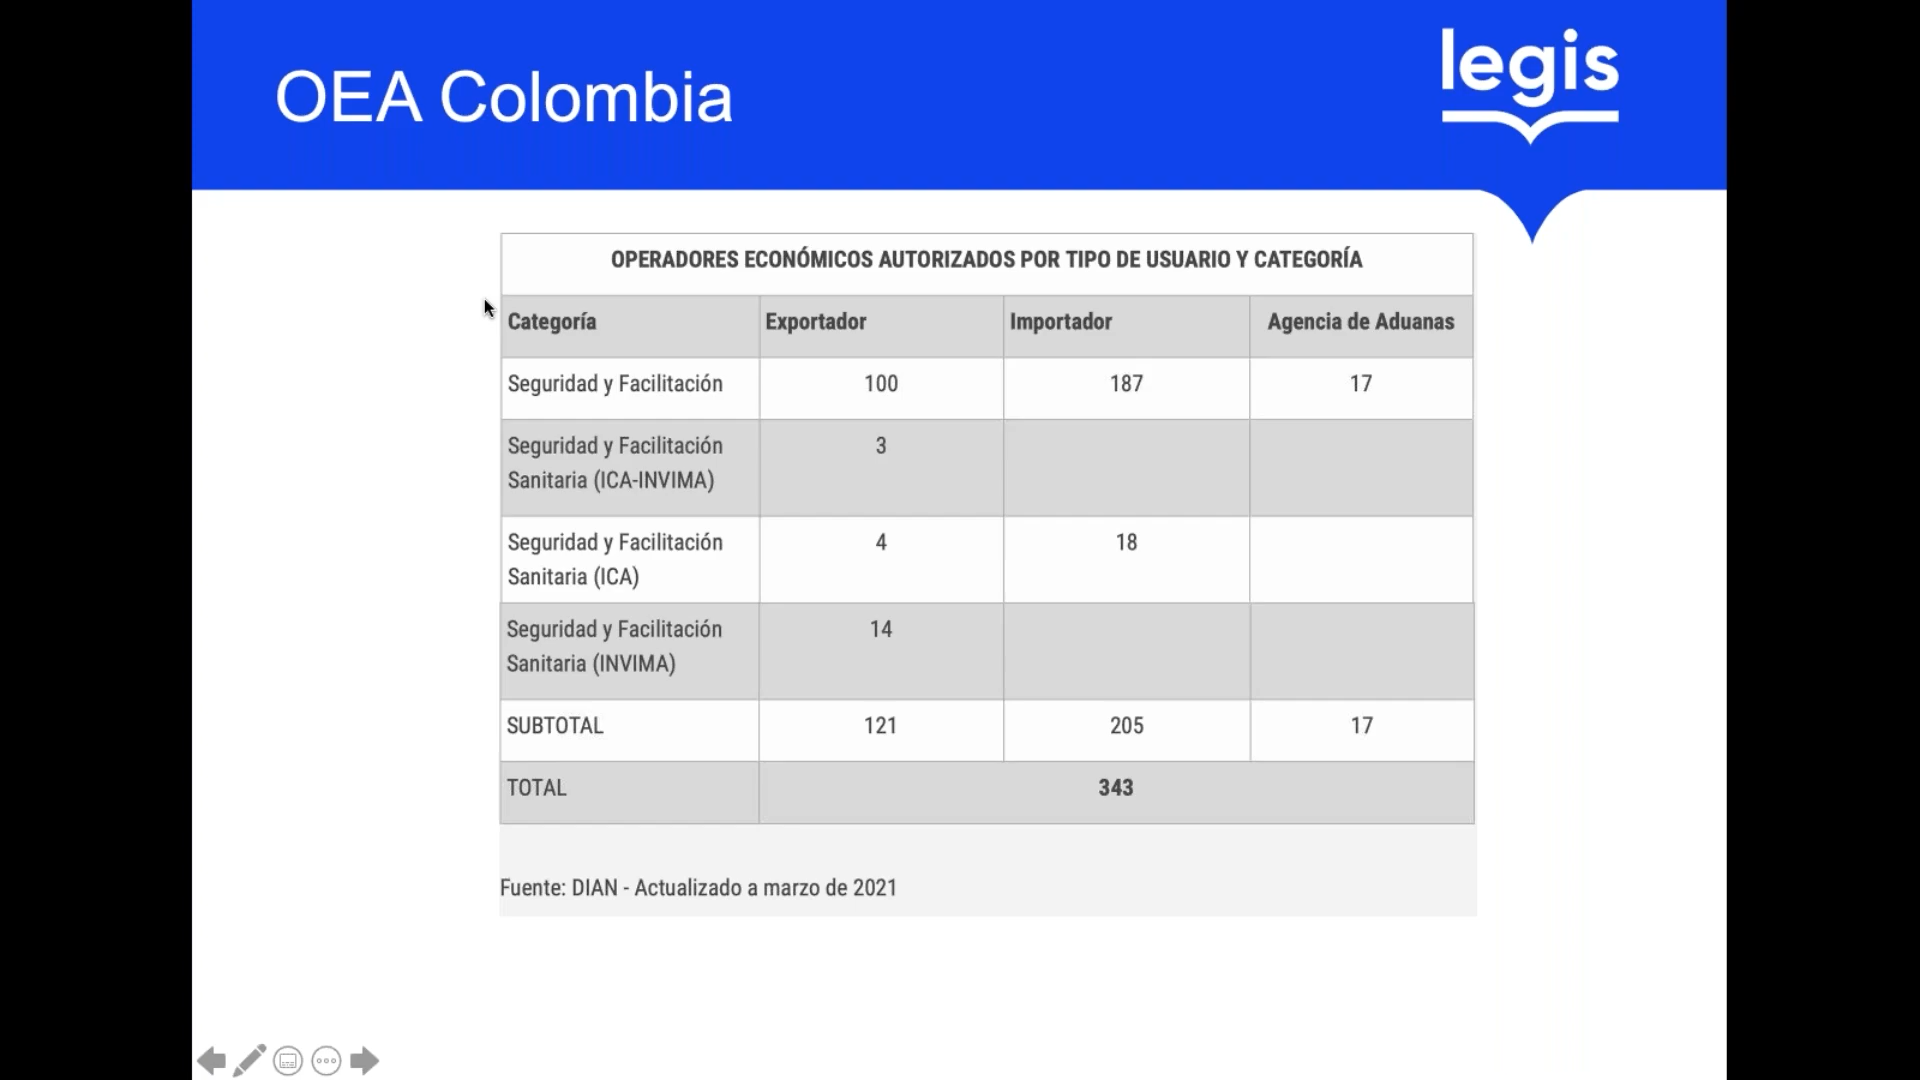 OEA Colombia
legis
OPERADORES ECONÓMICOS AUTORIZADOS POR TIPO DE USUARIO Y CATEGORÍA
Categoría Exportador Importador Agencia de Aduanas
Seguridad y Facilitación 100 187 17
Seguridad y Facilitación 3
Sanitaria (ICA-INVIMA)
Seguridad y Facilitación 4 18
Sanitaria (ICA)
Seguridad y Facilitación 14
Sanitaria (INVIMA)
SUBTOTAL 121 205 17
TOTAL 343
Fuente: DIAN - Actualizado a marzo de 2021